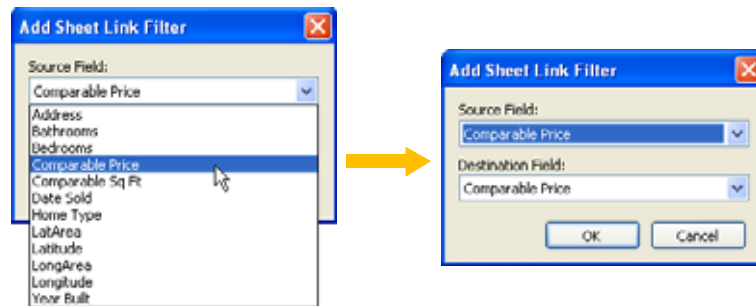 Add Sheet Link Filter
Source Field:
Comparable Price
Address
Bathrooms
Bedrooms
Comparable Price
Comparable Sq Ft
Date Sold
Home Type
LatArea
Latitude
LongArea
Longitude
Year Built
Add Sheet Link Filter
Source Field:
Comparable Price
Destination Field:
Comparable Price
OK Cancel